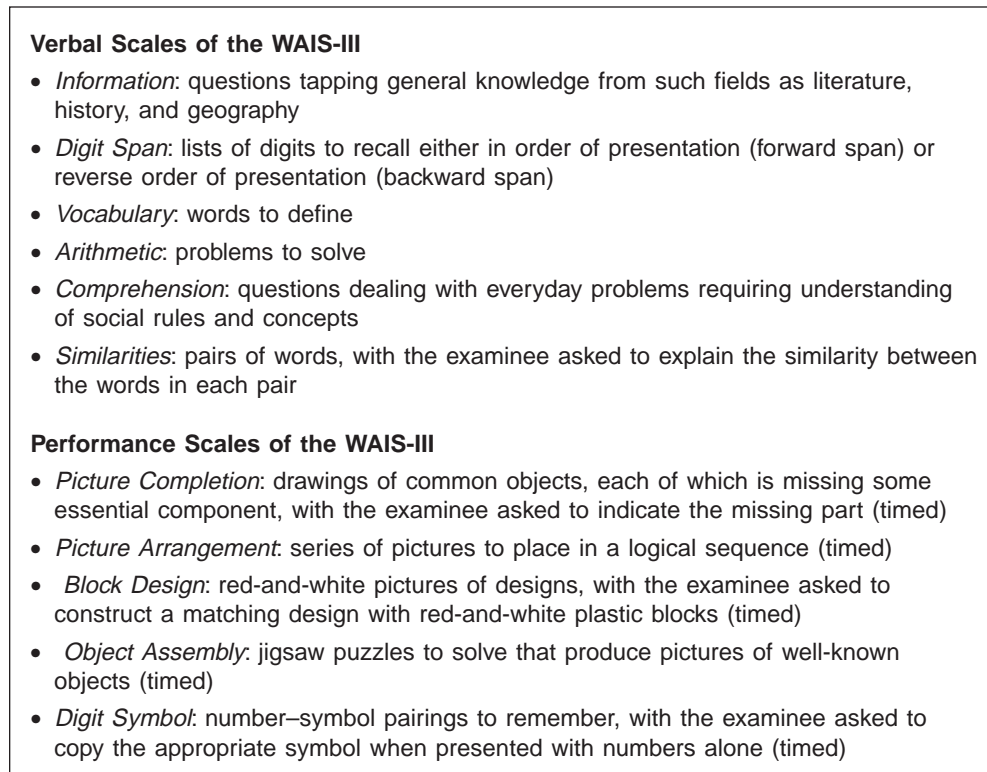 Verbal Scales of the WAIS-III
• Information: questions tapping general knowledge from such fields as literature,
history, and geography
• Digit Span: lists of digits to recall either in order of presentation (forward span) or
reverse order of presentation (backward span)
• Vocabulary: words to define
• Arithmetic: problems to solve
• Comprehension: questions dealing with everyday problems requiring understanding
of social rules and concepts
• Similarities: pairs of words, with the examinee asked to explain the similarity between
the words in each pair
Performance Scales of the WAIS-III
• Picture Completion: drawings of common objects, each of which is missing some
essential component, with the examinee asked to indicate the missing part (timed)
• Picture Arrangement: series of pictures to place in a logical sequence (timed)
• Block Design: red-and-white pictures of designs, with the examinee asked to
construct a matching design with red-and-white plastic blocks (timed)
• Object Assembly: jigsaw puzzles to solve that produce pictures of well-known
objects (timed)
• Digit Symbol: number–symbol pairings to remember, with the examinee asked to
copy the appropriate symbol when presented with numbers alone (timed)